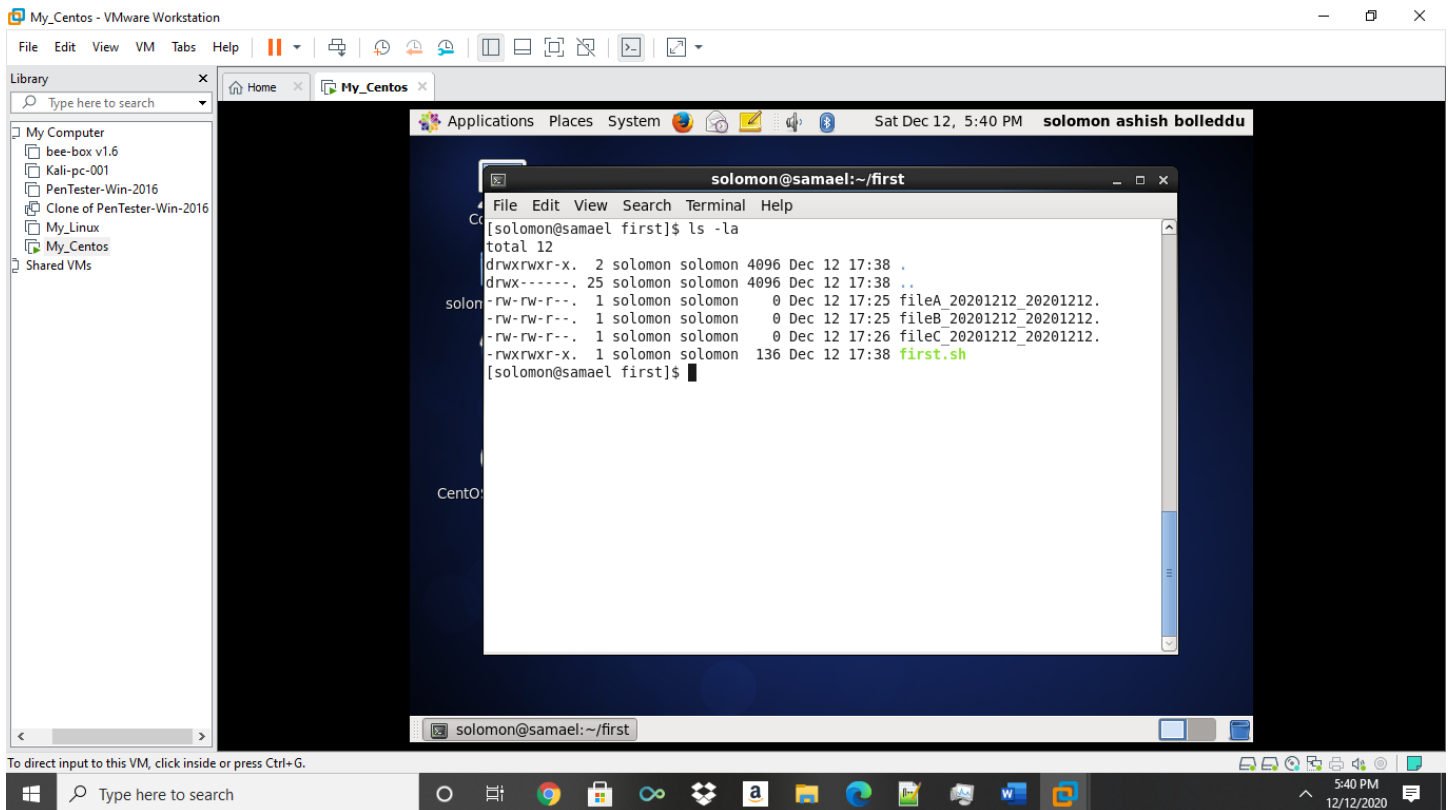 My_Centos - VMware Workstation
File Edit View VM Tabs Help
Library
Type here to search
My Computer
bee-box v1.6
Kali-pc-001
PenTester-Win-2016
Clone of PenTester-Win-2016
My_Linux
My_Centos
Shared VMs
Home
My_Centos
Applications Places System Sat Dec 12, 5:40 PM solomon ashish bolleddu
Co
solom
CentOS
solomon@samael:~/first
File Edit View Search Terminal Help
[solomon@samael first]$ ls -la
total 12
drwxrwxr-x. 2 solomon solomon 4096 Dec 12 17:38 .
drwx------. 25 solomon solomon 4096 Dec 12 17:38 ..
-rw-rw-r--. 1 solomon solomon 0 Dec 12 17:25 fileA_20201212_20201212.
-rw-rw-r--. 1 solomon solomon 0 Dec 12 17:25 fileB_20201212_20201212.
-rw-rw-r--. 1 solomon solomon 0 Dec 12 17:26 fileC_20201212_20201212.
-rwxrwxr-x. 1 solomon solomon 136 Dec 12 17:38 first.sh
[solomon@samael first]$
solomon@samael:~/first
To direct input to this VM, click inside or press Ctrl+G.
Type here to search
a
W
5:40 PM
12/12/2020